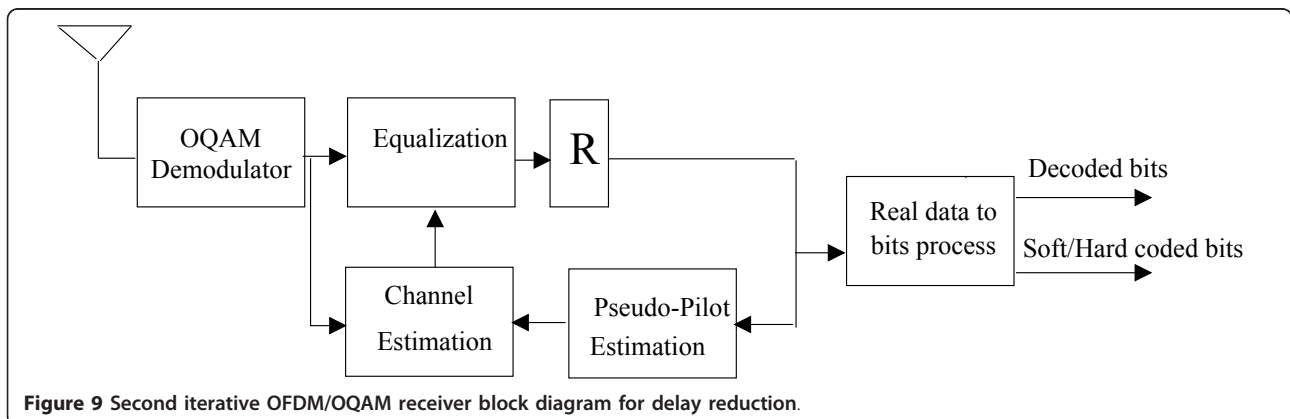 OQAM
Demodulator
Equalization
R
Real data to
bits process
Decoded bits
Soft/Hard coded bits
Channel
Estimation
Pseudo-Pilot
Estimation
Figure 9 Second iterative OFDM/OQAM receiver block diagram for delay reduction.